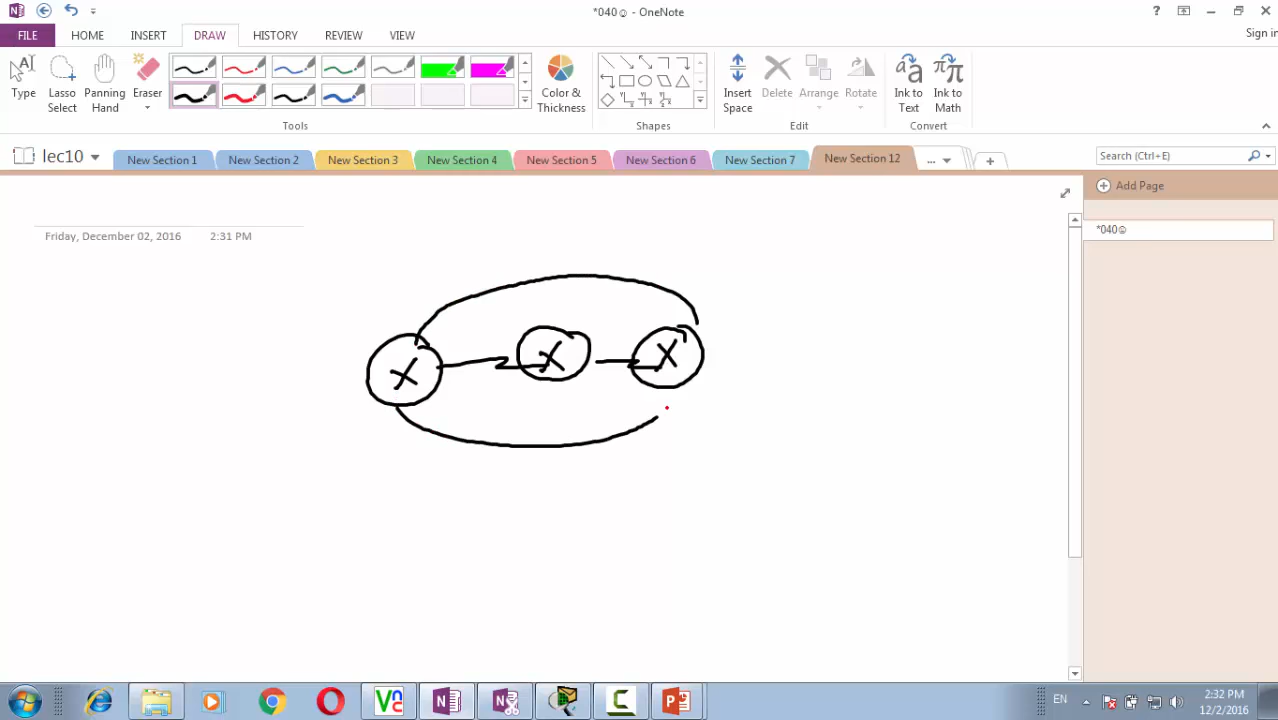 *040☺ - OneNote
?
Sign in
FILE HOME INSERT DRAW HISTORY REVIEW VIEW
Type
Lasso Select
Panning Hand
Eraser
Color & Thickness
Insert Space
Delete
Arrange
Rotate
Ink to Text
Ink to Math
Tools
Shapes
Edit
Convert
lec10
New Section 1
New Section 2
New Section 3
New Section 4
New Section 5
New Section 6
New Section 7
New Section 12
...
Search (Ctrl+E)
Add Page
*040☺
Friday, December 02, 2016 2:31 PM
X X X
EN
2:32 PM
12/2/2016